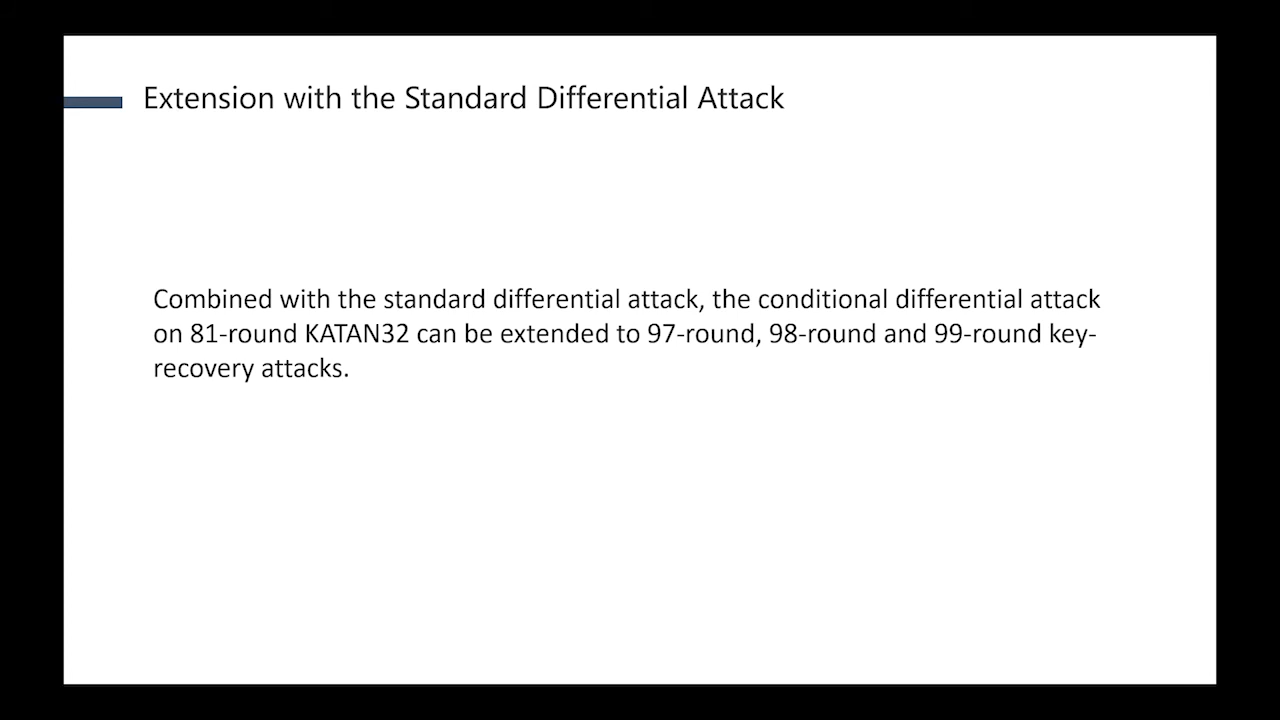 Extension with the Standard Differential Attack
Combined with the standard differential attack, the conditional differential attack
on 81-round KATAN32 can be extended to 97-round, 98-round and 99-round key-
recovery attacks.